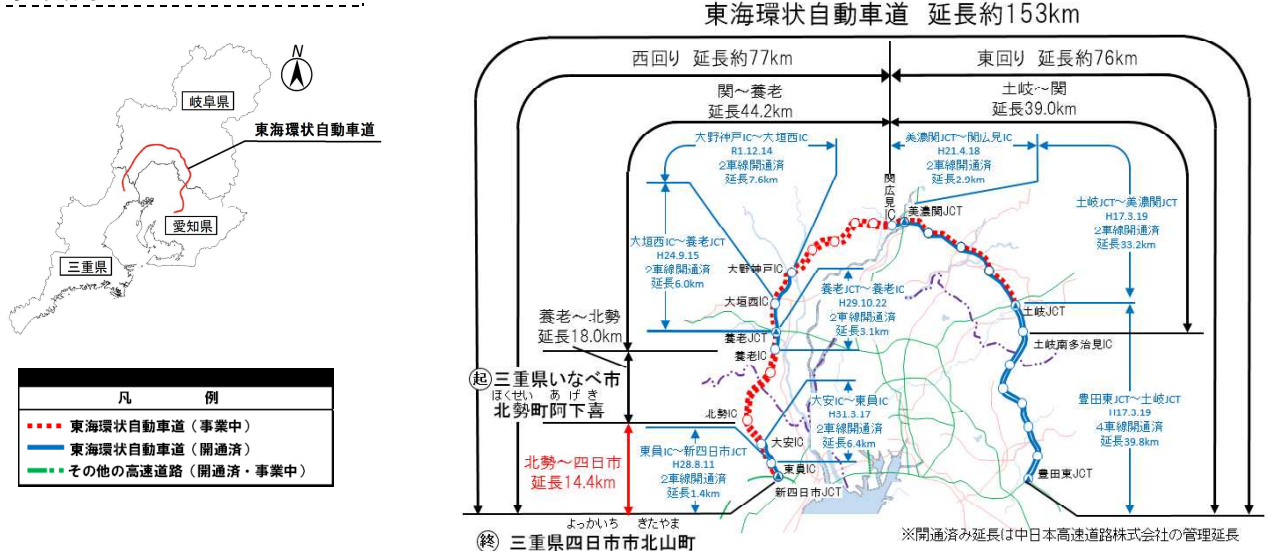 N
岐阜県
東海環状自動車道
愛知県
三重県
凡 例
東海環状自動車道（事業中）
東海環状自動車道（開通済）
その他の高速道路（開通済・事業中）
東海環状自動車道 延長約153km
西回り 延長約77km
東回り 延長約76km
関～養老
延長44.2km
土岐～関
延長39.0km
大野神戸IC～大垣西IC
R1.12.14
2車線開通済
延長7.6km
美濃関JCT～関広見IC
H21.4.18
2車線開通済
延長2.9km
関広見IC
美濃関JCT
土岐JCT～美濃関JCT
H17.3.19
2車線開通済
延長33.2km
大垣西IC～養老JCT
H24.9.15
2車線開通済
延長6.0km
大野神戸IC
養老JCT～養老IC
H29.10.22
2車線開通済
延長3.1km
大垣西IC
土岐JCT
養老～北勢
延長18.0km
養老JCT
養老IC
土岐南多治見IC
起 三重県いなべ市
ほくせい あげき
北勢町阿下喜
大安IC～東員IC
H31.3.17
2車線開通済
延長6.4km
豊田東JCT～土岐JCT
H17.3.19
4車線開通済
延長39.8km
北勢IC
北勢～四日市
延長14.4km
東員IC～新四日市JCT
H28.8.11
2車線開通済
延長1.4km
大安IC
東員IC
新四日市JCT
豊田東JCT
よっかいち きたやま
終 三重県四日市市北山町
※開通済み延長は中日本高速道路株式会社の管理延長